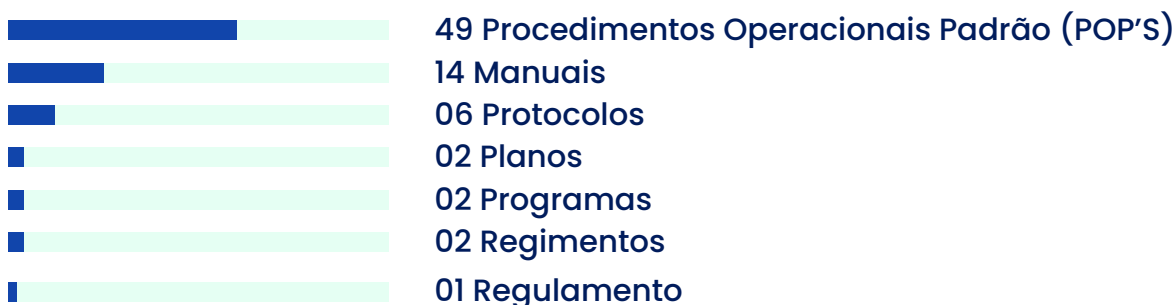 49 Procedimentos Operacionais Padrão (POP’S)
14 Manuais
06 Protocolos
02 Planos
02 Programas
02 Regimentos
01 Regulamento